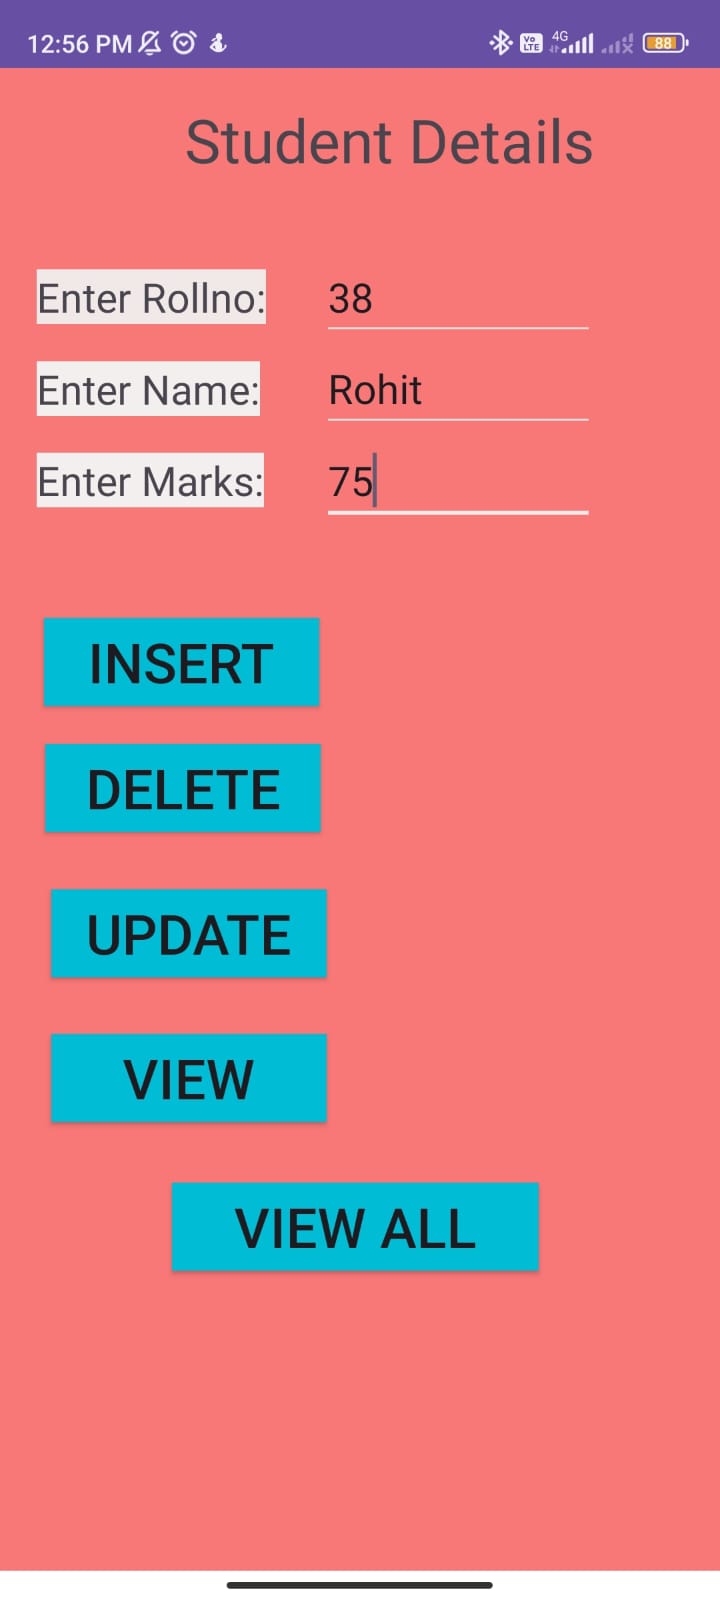 12:56 PM Vo LTE 4G 88
Student Details
Enter Rollno: 38
Enter Name: Rohit
Enter Marks: 75
INSERT
DELETE
UPDATE
VIEW
VIEW ALL